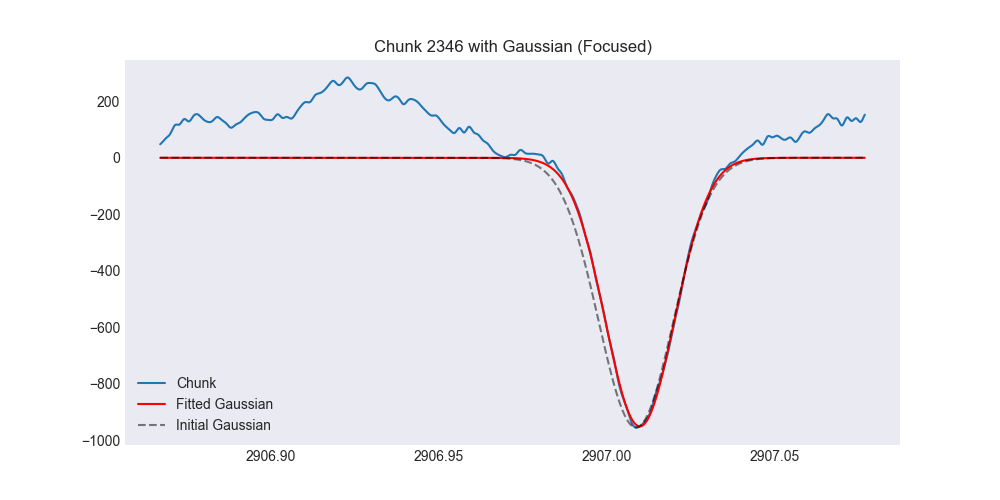 Chunk 2346 with Gaussian (Focused)
200
0
−200
−400
−600
−800
−1000
Chunk
Fitted Gaussian
Initial Gaussian
2906.90
2906.95
2907.00
2907.05